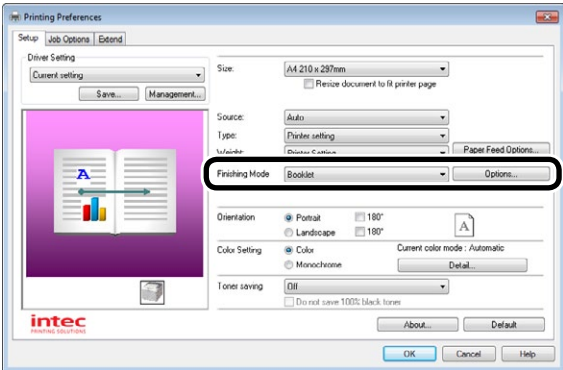 Printing Preferences
Setup Job Options Extend
Driver Setting
Current setting
Save... Management...
Size: A4 210 x 297mm
Resize document to fit printer page
Source: Auto
Type: Printer setting
Weight: Printer Setting Paper Feed Options...
Finishing Mode Booklet Options...
A
Orientation Portrait 180°
Landscape 180°
A
Color Setting Color Current color mode : Automatic
Monochrome Detail...
Toner saving Off
Do not save 100% black toner
intec
PRINTING SOLUTIONS
About... Default
OK Cancel Help